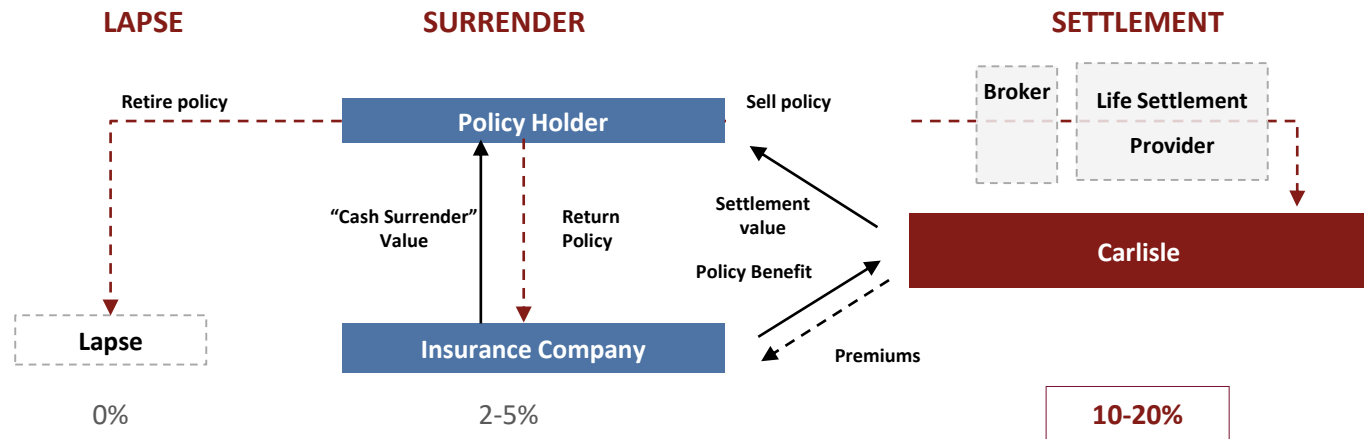 LAPSE
SURRENDER
SETTLEMENT
Retire policy
Policy Holder
Sell policy
Broker
Life Settlement
Provider
“Cash Surrender”
Value
Return
Policy
Settlement
value
Policy Benefit
Carlisle
Lapse
Insurance Company
Premiums
0%
2-5%
10-20%